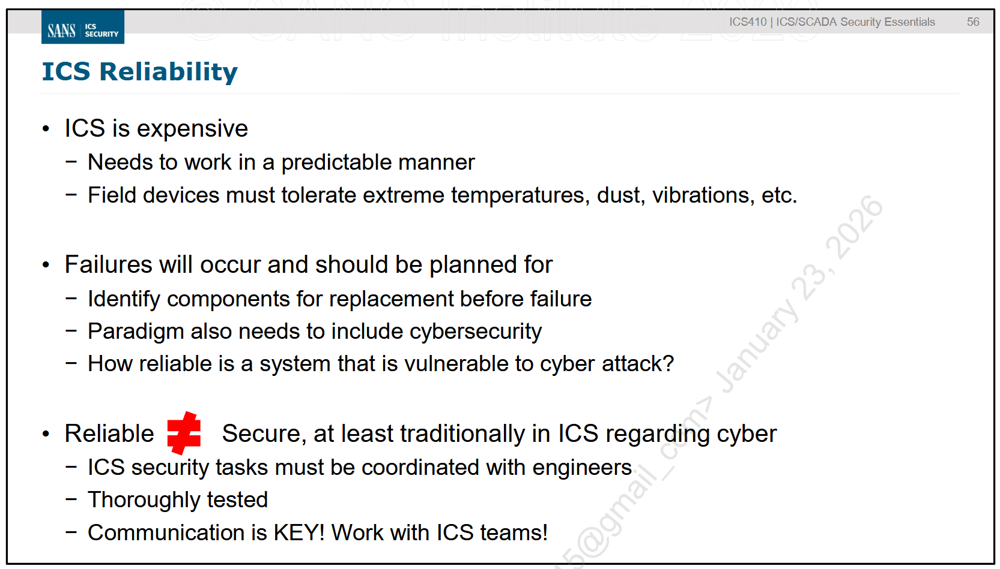 © SANS Institute 2023
SANS | ICS SECURITY
ICS410 | ICS/SCADA Security Essentials 56
ICS Reliability
• ICS is expensive
− Needs to work in a predictable manner
− Field devices must tolerate extreme temperatures, dust, vibrations, etc.
• Failures will occur and should be planned for
− Identify components for replacement before failure
− Paradigm also needs to include cybersecurity
− How reliable is a system that is vulnerable to cyber attack?
• Reliable ≠ Secure, at least traditionally in ICS regarding cyber
− ICS security tasks must be coordinated with engineers
− Thoroughly tested
− Communication is KEY! Work with ICS teams!
5@gmail_com> January 23, 2026